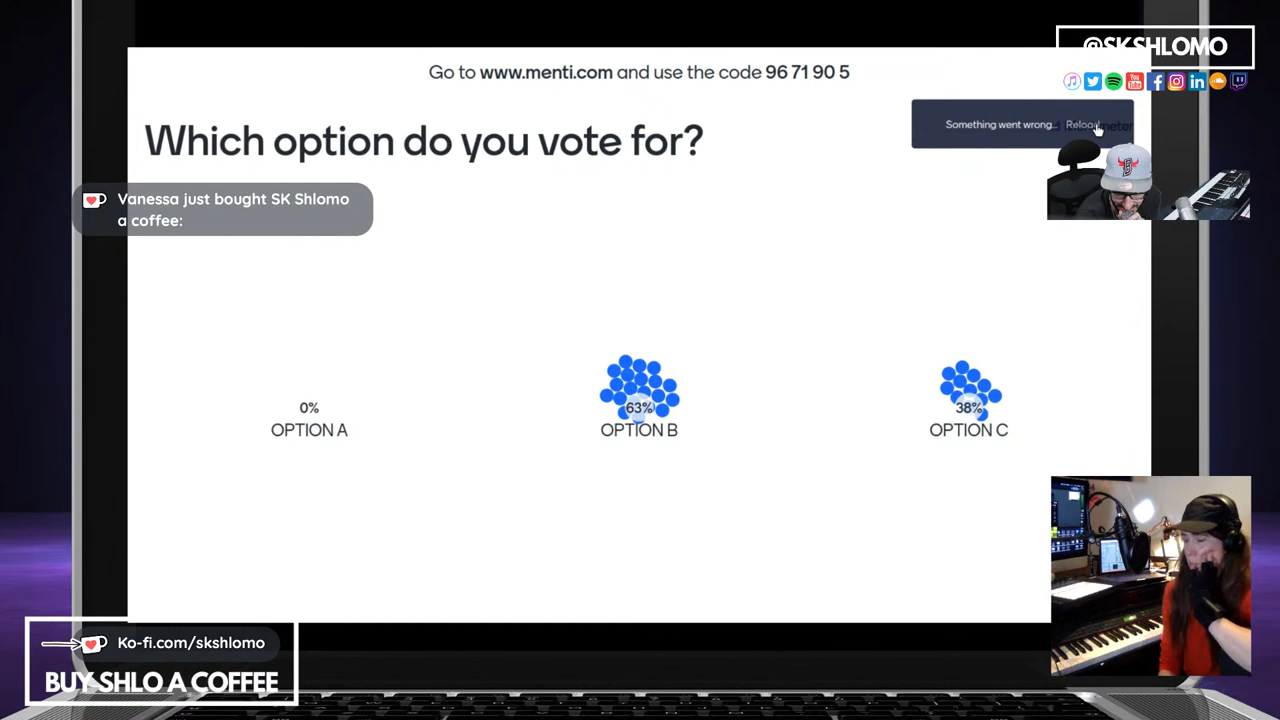 @SKSHLOMO
Go to www.menti.com and use the code 96 71 90 5
Something went wrong... Reload
Which option do you vote for?
Vanessa just bought SK Shlomo
a coffee:
0%
63%
38%
OPTION A
OPTION B
OPTION C
Ko-fi.com/skshlomo
BUY SHLO A COFFEE